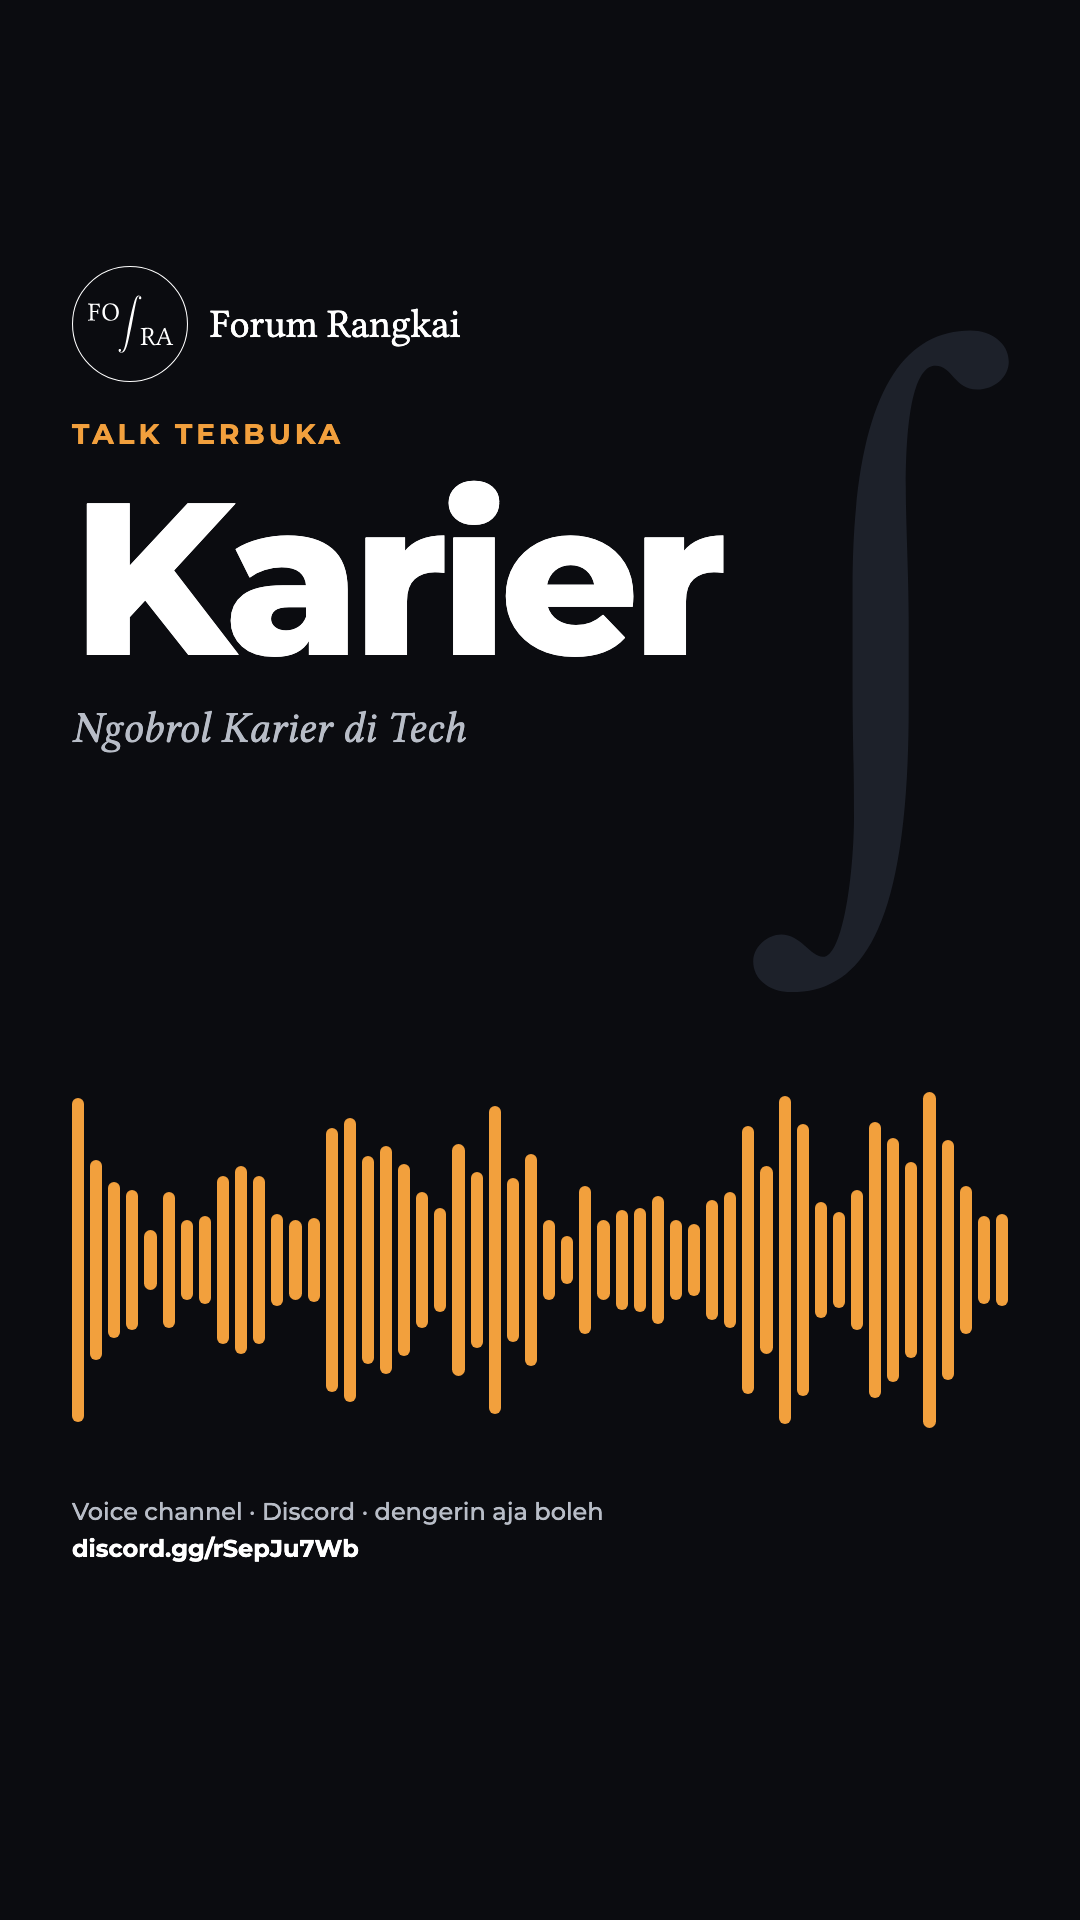 FO∫RA
Forum Rangkai
TALK TERBUKA
Karier
Ngobrol Karier di Tech
∫
Voice channel · Discord · dengerin aja boleh
discord.gg/rSepJu7Wb